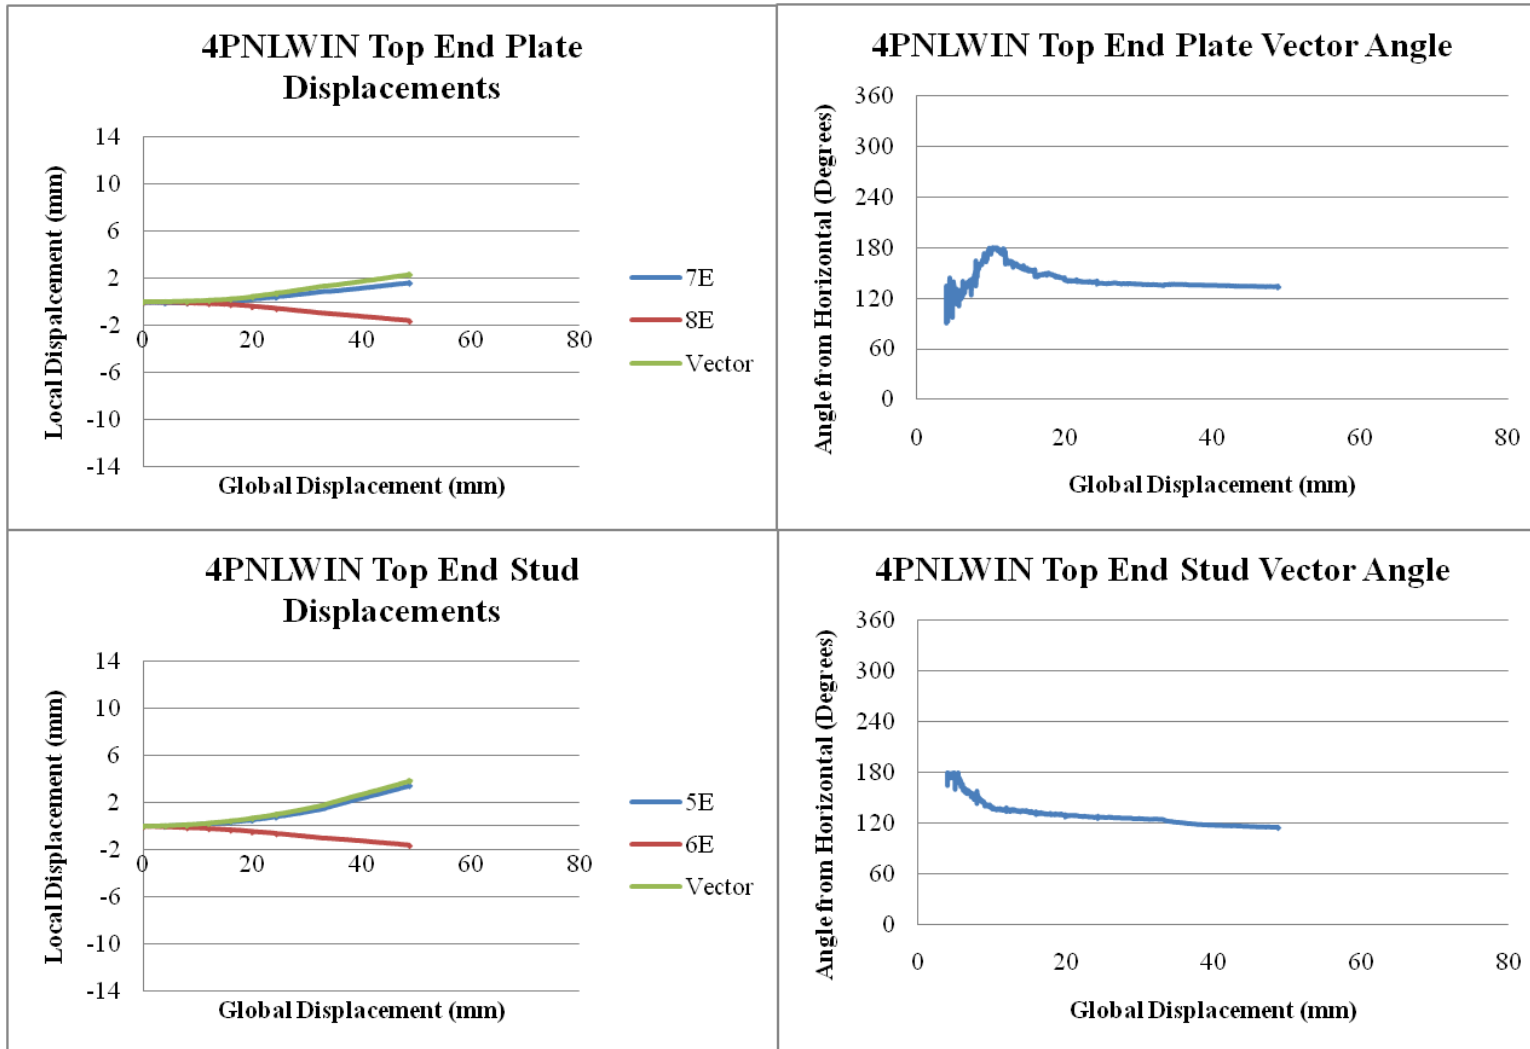 4PNLWIN Top End Plate
Displacements
Local Dispalcement (mm)
14
10
6
2
-2
-6
-10
-14
0
20
40
60
80
Global Displacement (mm)
7E
8E
Vector
4PNLWIN Top End Plate Vector Angle
Angle from Horizontal (Degrees)
360
300
240
180
120
60
0
0
20
40
60
80
Global Displacement (mm)
4PNLWIN Top End Stud
Displacements
Local Displacement (mm)
14
10
6
2
-2
-6
-10
-14
0
20
40
60
80
Global Displacement (mm)
5E
6E
Vector
4PNLWIN Top End Stud Vector Angle
Angle from Horizontal (Degrees)
360
300
240
180
120
60
0
0
20
40
60
80
Global Displacement (mm)